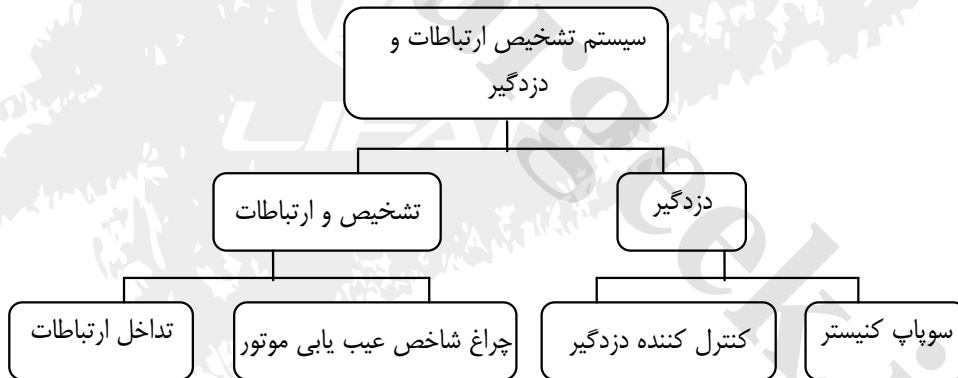 سیستم تشخیص ارتباطات و
دزدگیر
دزدگیر
تشخیص و ارتباطات
سوپاپ کنیستر
کنترل کننده دزدگیر
چراغ شاخص عیب یابی موتور
تداخل ارتباطات
LIFAN